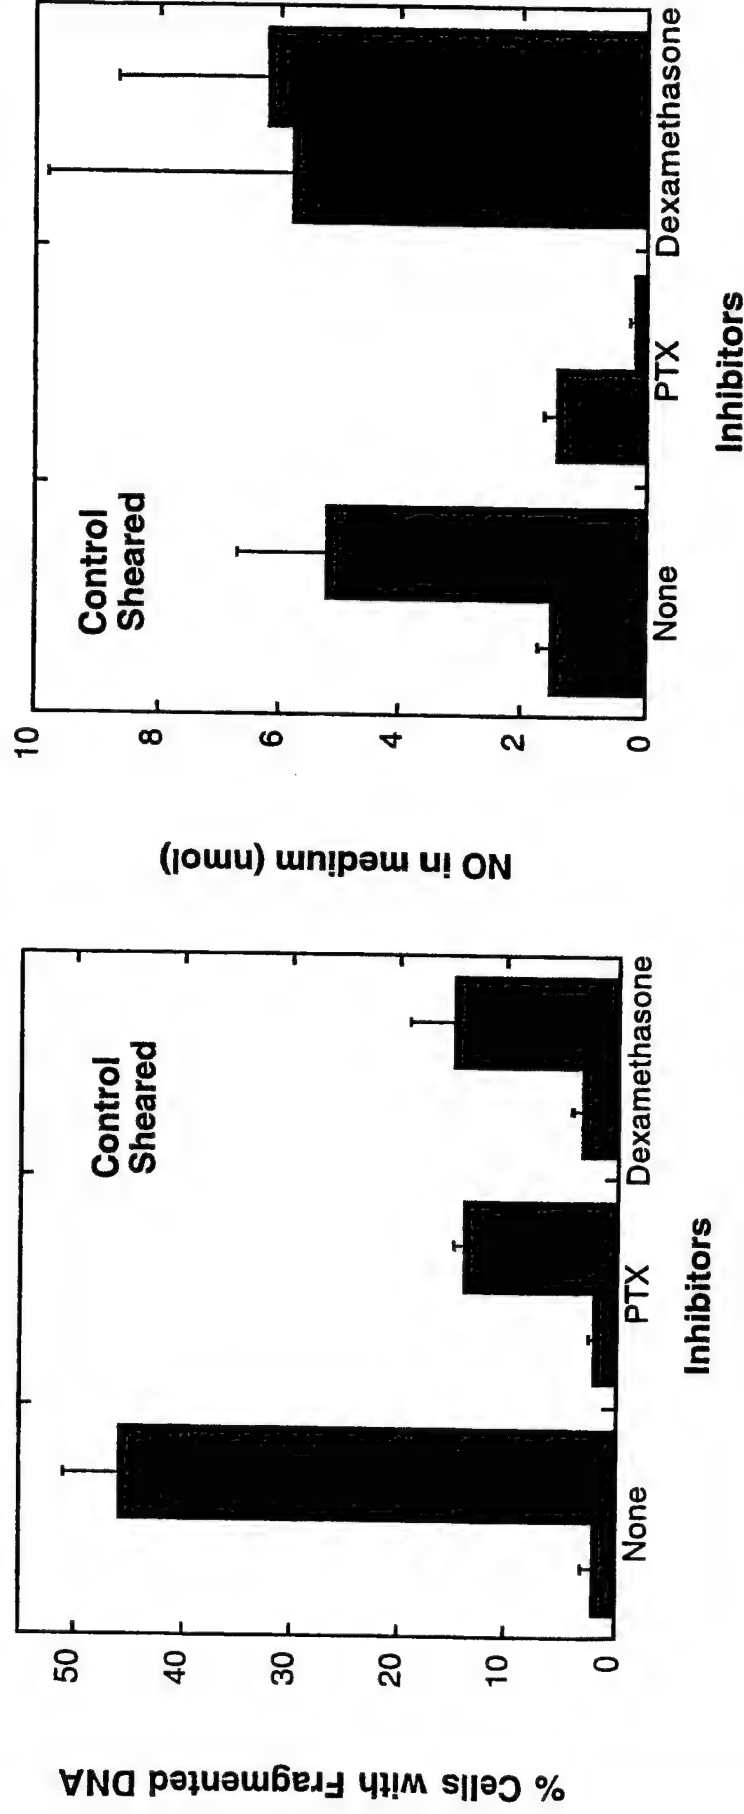 % Cells with Fragmented DNA
50
40
30
20
10
0
Control
Sheared
None
PTX
Dexamethasone
Inhibitors
NO in medium (nmol)
10
8
6
4
2
0
Control
Sheared
None
PTX
Dexamethasone
Inhibitors